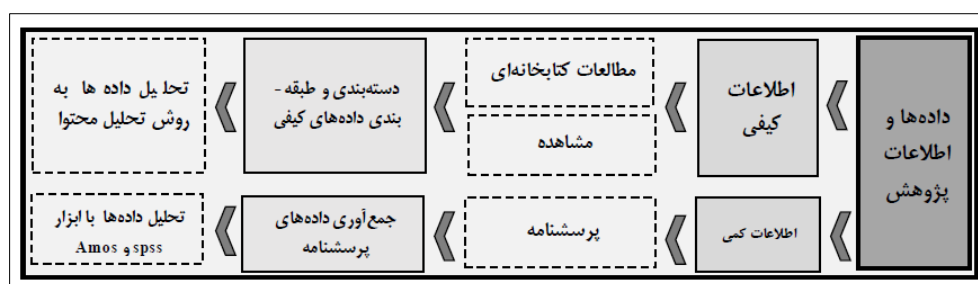 داده‌ها و
اطلاعات
پژوهش
اطلاعات
کیفی
مطالعات کتابخانه‌ای
مشاهده
دسته‌بندی و طبقه -
بندی داده‌های کیفی
تحلیل داده ها به
روش تحلیل محتوا
اطلاعات کمی
پرسشنامه
جمع‌آوری داده‌های
پرسشنامه
تحلیل داده‌ها با ابزار
spss و Amos